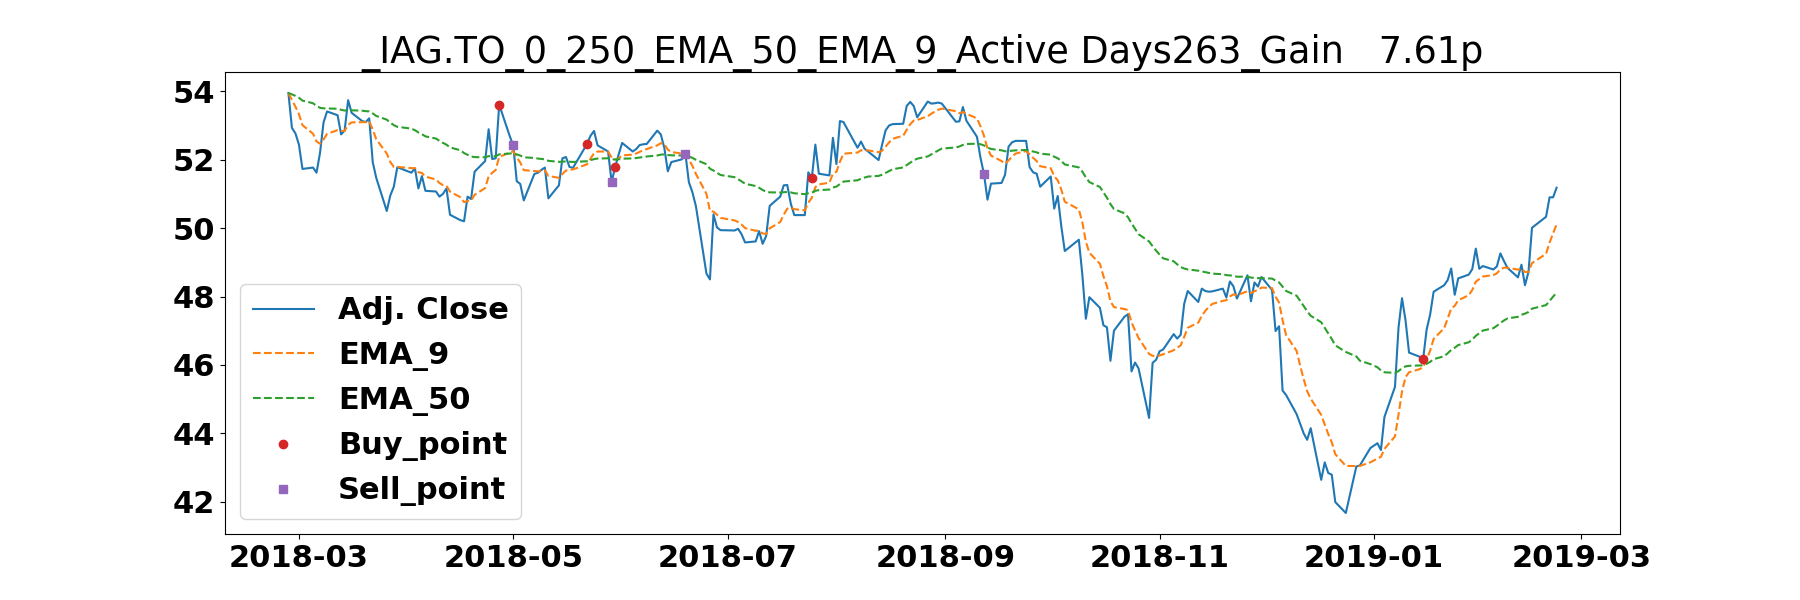 _IAG.TO_0_250_EMA_50_EMA_9_Active Days263_Gain   7.61p
54
52
50
48
46
44
42
Adj. Close
EMA_9
EMA_50
Buy_point
Sell_point
2018-03 2018-05 2018-07 2018-09 2018-11 2019-01 2019-03